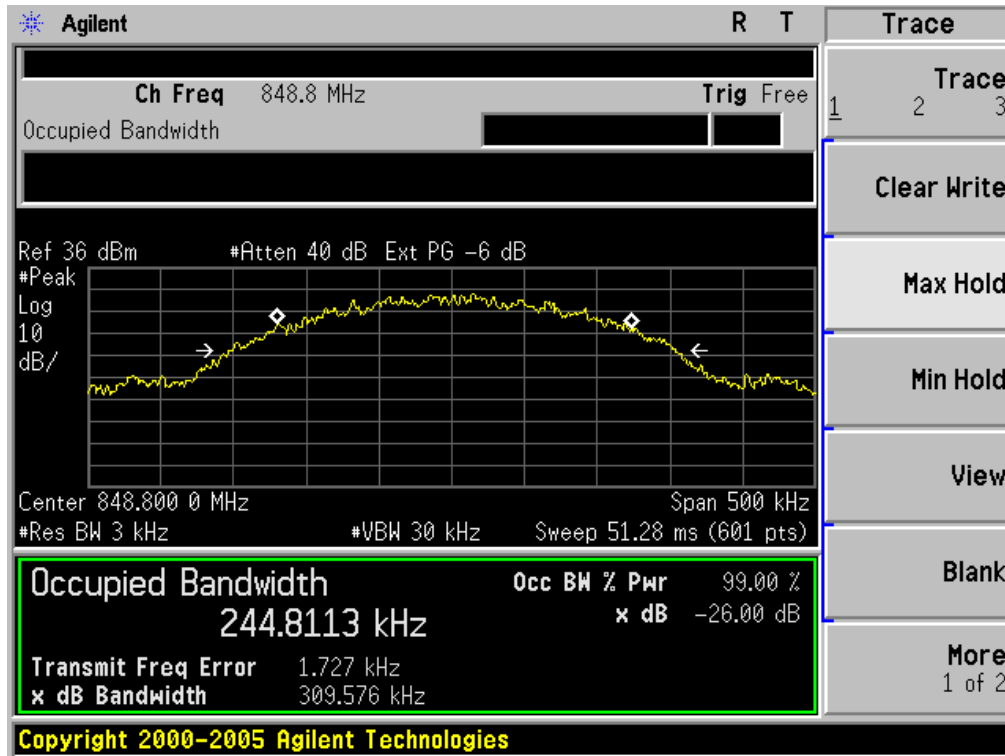 Agilent R T
Ch Freq 848.8 MHz Trig Free
Occupied Bandwidth
Ref 36 dBm #Atten 40 dB Ext PG -6 dB
#Peak
Log
10
dB/
Center 848.800 0 MHz Span 500 kHz
#Res BW 3 kHz #VBW 30 kHz Sweep 51.28 ms (601 pts)
Occupied Bandwidth Occ BW % Pwr 99.00 %
244.8113 kHz x dB -26.00 dB
Transmit Freq Error 1.727 kHz
x dB Bandwidth 309.576 kHz
Copyright 2000-2005 Agilent Technologies
Trace
Trace
1 2 3
Clear Write
Max Hold
Min Hold
View
Blank
More
1 of 2